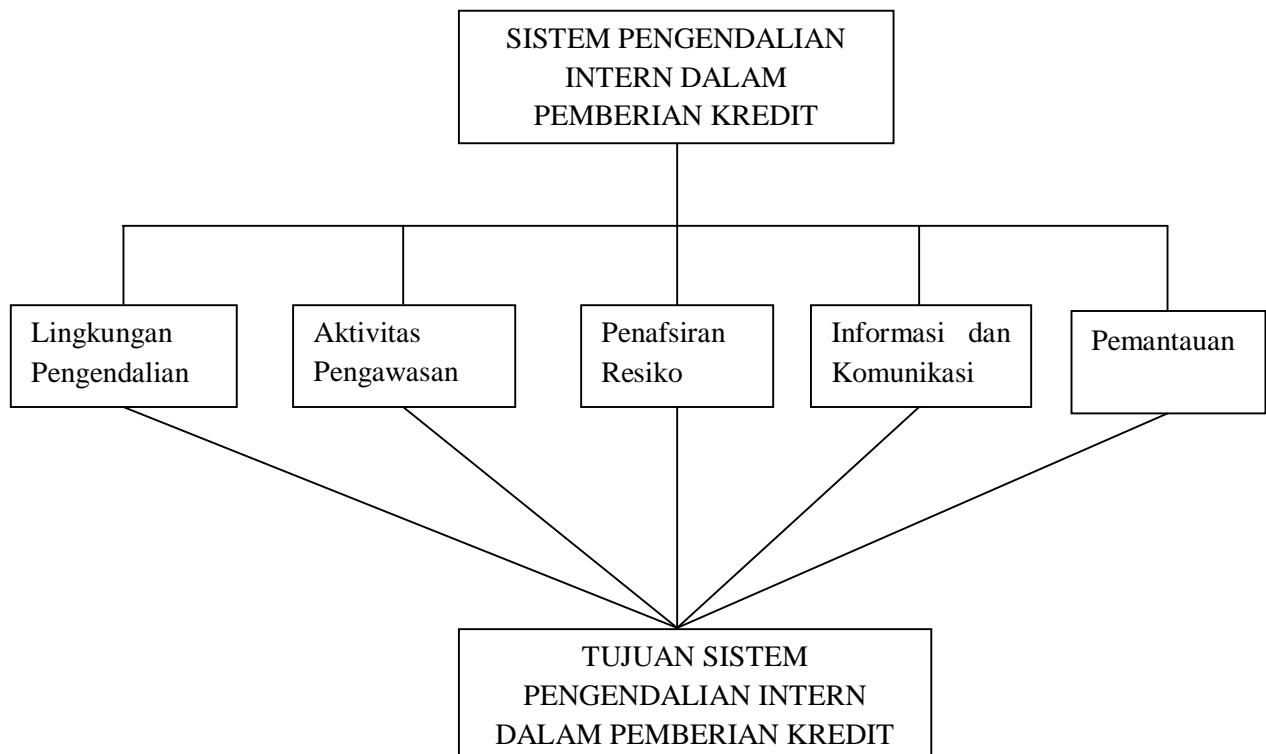 SISTEM PENGENDALIAN
INTERN DALAM
PEMBERIAN KREDIT
Lingkungan
Pengendalian
Aktivitas
Pengawasan
Penafsiran
Resiko
Informasi dan
Komunikasi
Pemantauan
TUJUAN SISTEM
PENGENDALIAN INTERN
DALAM PEMBERIAN KREDIT